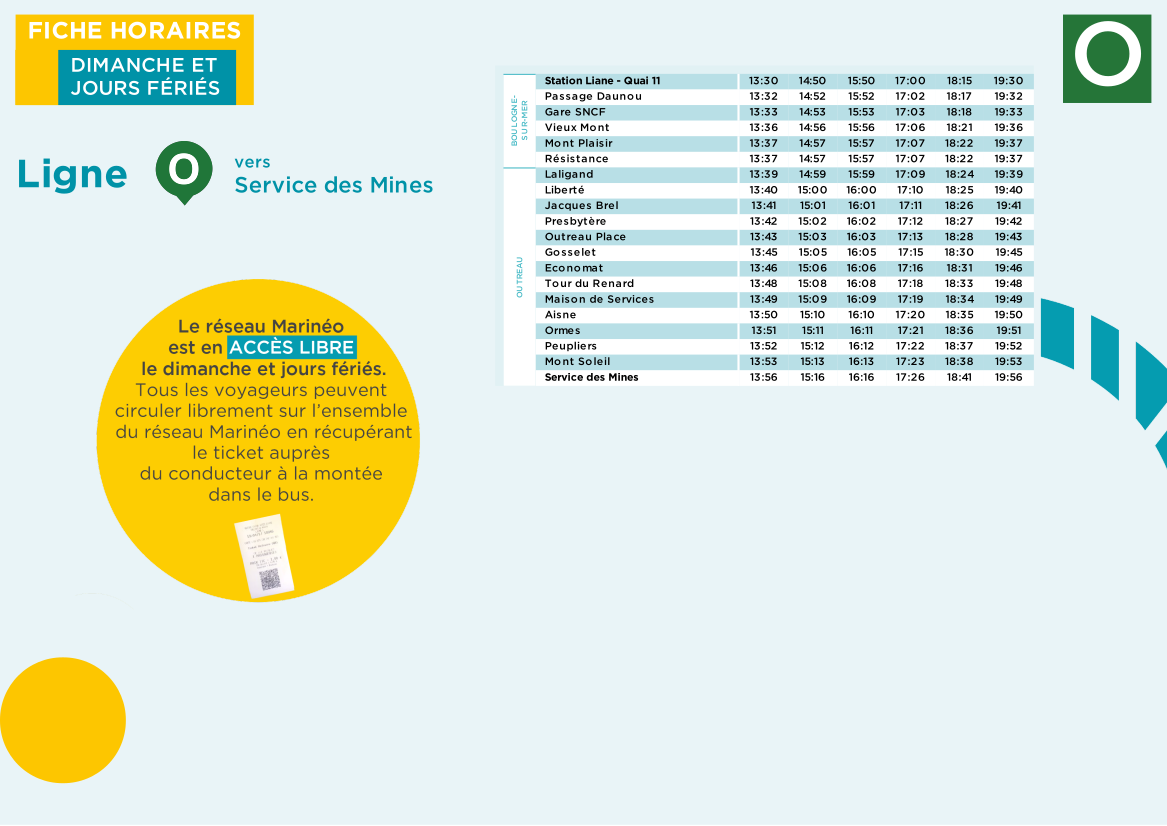 FICHE HORAIRES
DIMANCHE ET
JOURS FÉRIÉS
O
Ligne O vers
Service des Mines
Le réseau Marinéo
est en ACCÈS LIBRE
le dimanche et jours fériés.
Tous les voyageurs peuvent
circuler librement sur l'ensemble
du réseau Marinéo en récupérant
le ticket auprès
du conducteur à la montée
dans le bus.
BOULOGNE-
SUR-MER
Station Liane - Quai 11 13:30 14:50 15:50 17:00 18:15 19:30
Passage Daunou 13:32 14:52 15:52 17:02 18:17 19:32
Gare SNCF 13:33 14:53 15:53 17:03 18:18 19:33
Vieux Mont 13:36 14:56 15:56 17:06 18:21 19:36
Mont Plaisir 13:37 14:57 15:57 17:07 18:22 19:37
Résistance 13:37 14:57 15:57 17:07 18:22 19:37
OUTREAU
Laligand 13:39 14:59 15:59 17:09 18:24 19:39
Liberté 13:40 15:00 16:00 17:10 18:25 19:40
Jacques Brel 13:41 15:01 16:01 17:11 18:26 19:41
Presbytère 13:42 15:02 16:02 17:12 18:27 19:42
Outreau Place 13:43 15:03 16:03 17:13 18:28 19:43
Gosselet 13:45 15:05 16:05 17:15 18:30 19:45
Economat 13:46 15:06 16:06 17:16 18:31 19:46
Tour du Renard 13:48 15:08 16:08 17:18 18:33 19:48
Maison de Services 13:49 15:09 16:09 17:19 18:34 19:49
Aisne 13:50 15:10 16:10 17:20 18:35 19:50
Ormes 13:51 15:11 16:11 17:21 18:36 19:51
Peupliers 13:52 15:12 16:12 17:22 18:37 19:52
Mont Soleil 13:53 15:13 16:13 17:23 18:38 19:53
Service des Mines 13:56 15:16 16:16 17:26 18:41 19:56